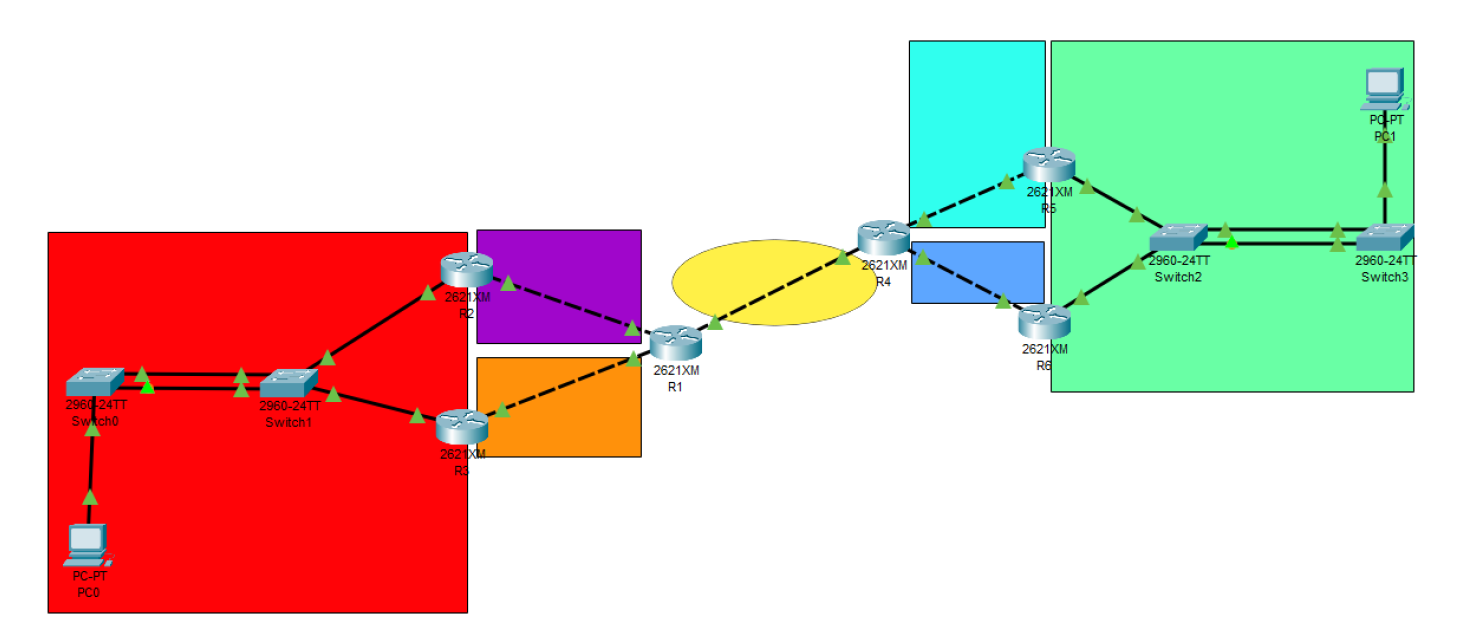 PC-PT
PC1
2621XM
R5
2960-24TT
Switch2
2960-24TT
Switch3
2621XM
R4
2621XM
R6
2621XM
R2
2621XM
R1
2960-24TT
Switch0
2960-24TT
Switch1
2621XM
R3
PC-PT
PC0